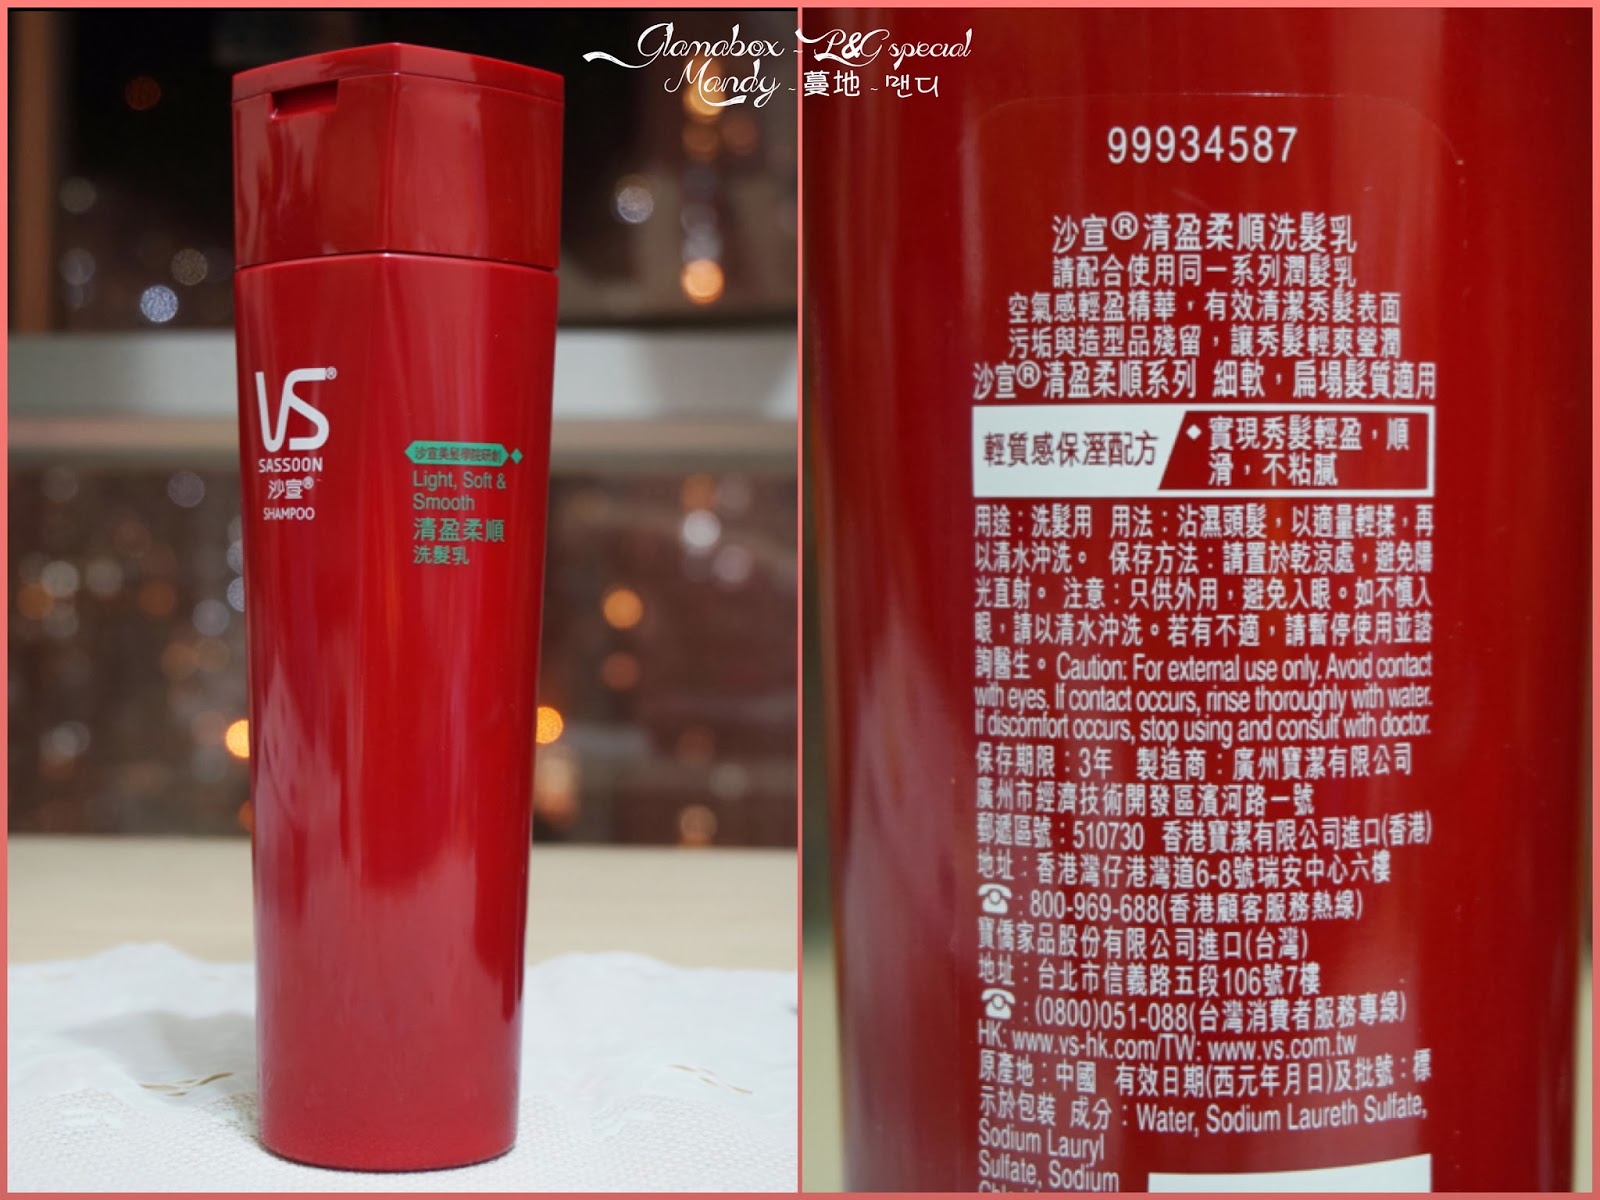 Glamabox ~ P&G special
Mandy ~ 蔓地 ~ 맨디
VS®
SASSOON
沙宣®
SHAMPOO
沙宣美髮學院研創
Light, Soft &
Smooth
清盈柔順
洗髮乳
99934587
沙宣®清盈柔順洗髮乳
請配合使用同一系列潤髮乳
空氣感輕盈精華，有效清潔秀髮表面
污垢與造型品殘留，讓秀髮輕爽瑩潤
沙宣®清盈柔順系列 細軟，扁塌髮質適用
輕質感保溼配方
◆實現秀髮輕盈，順
滑，不粘膩
用途：洗髮用 用法：沾濕頭髮，以適量輕揉，再
以清水沖洗。 保存方法：請置於乾涼處，避免陽
光直射。 注意：只供外用，避免入眼。如不慎入
眼，請以清水沖洗。若有不適，請暫停使用並諮
詢醫生。 Caution: For external use only. Avoid contact
with eyes. If contact occurs, rinse thoroughly with water.
If discomfort occurs, stop using and consult with doctor.
保存期限：3年 製造商：廣州寶潔有限公司
廣州市經濟技術開發區濱河路一號
郵遞區號：510730 香港寶潔有限公司進口(香港)
地址：香港灣仔港灣道6-8號瑞安中心六樓
☎：800-969-688(香港顧客服務熱線)
寶僑家品股份有限公司進口(台灣)
地址：台北市信義路五段106號7樓
☎：(0800)051-088(台灣消費者服務專線)
HK: www.vs-hk.com/TW: www.vs.com.tw
原產地：中國 有效日期(西元年月日)及批號：標
示於包裝 成分：Water, Sodium Laureth Sulfate,
Sodium Lauryl
Sulfate, Sodium